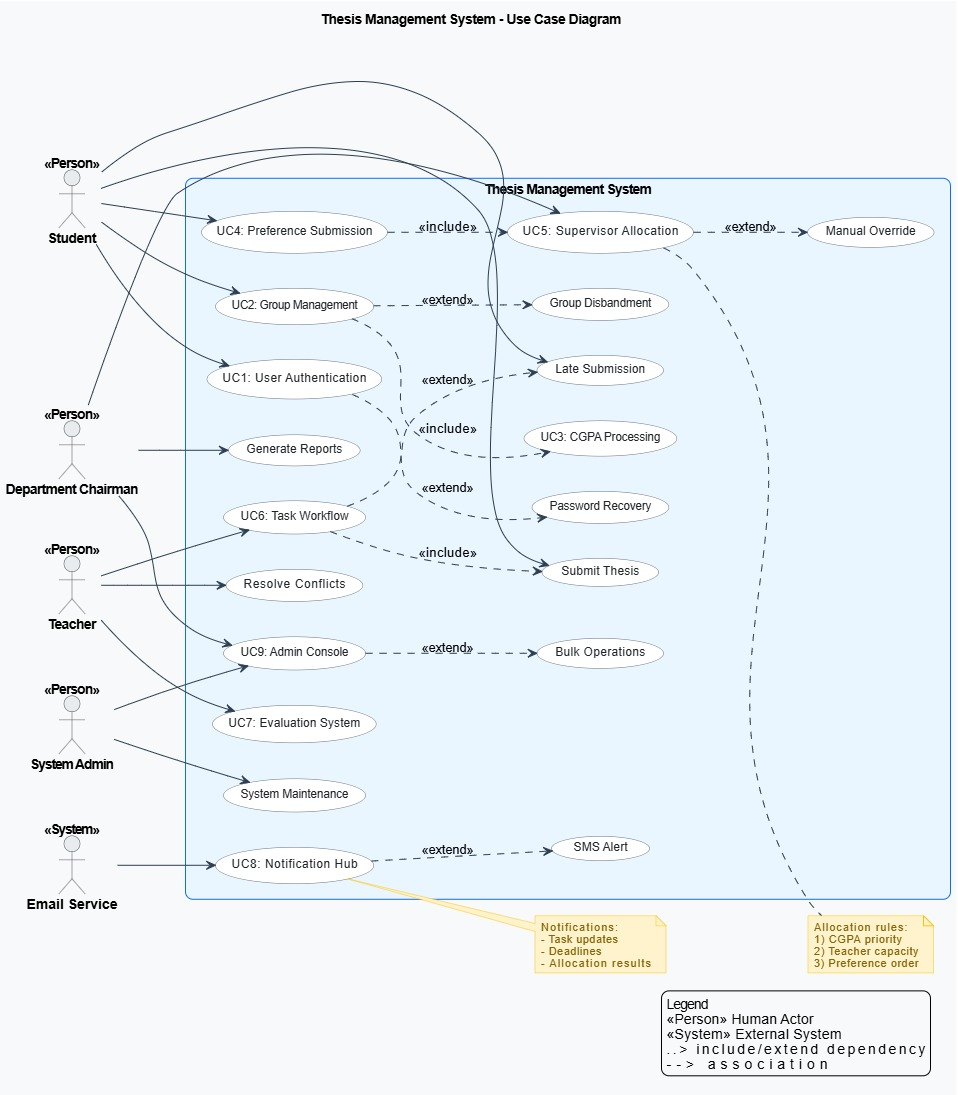 Thesis Management System - Use Case Diagram
«Person»
Student
Thesis Management System
UC4: Preference Submission
«include»
UC5: Supervisor Allocation
«extend»
Manual Override
UC2: Group Management
«extend»
Group Disbandment
UC1: User Authentication
«extend»
Late Submission
«Person»
Department Chairman
Generate Reports
«include»
UC3: CGPA Processing
«extend»
Password Recovery
UC6: Task Workflow
«include»
Submit Thesis
«Person»
Teacher
Resolve Conflicts
UC9: Admin Console
«extend»
Bulk Operations
«Person»
System Admin
UC7: Evaluation System
System Maintenance
«System»
Email Service
UC8: Notification Hub
«extend»
SMS Alert
Notifications:
- Task updates
- Deadlines
- Allocation results
Allocation rules:
1) CGPA priority
2) Teacher capacity
3) Preference order
Legend
«Person» Human Actor
«System» External System
..> include/extend dependency
--> association